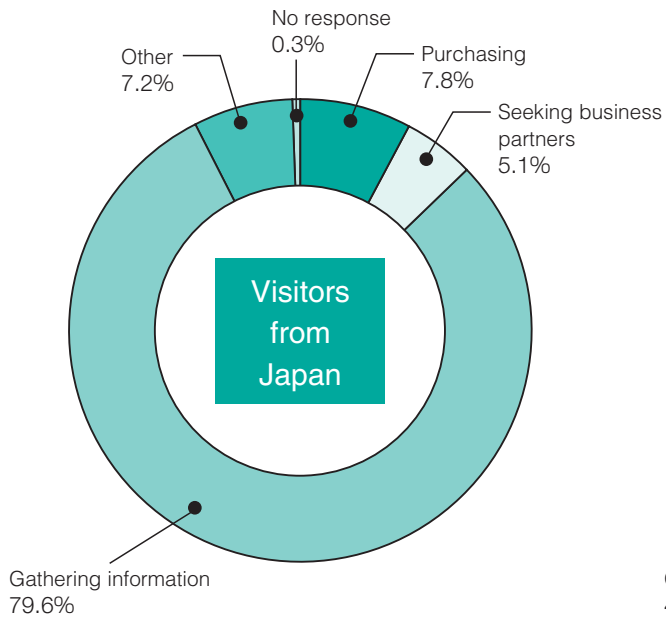 No response
0.3%
Other
7.2%
Purchasing
7.8%
Seeking business
partners
5.1%
Visitors
from
Japan
Gathering information
79.6%